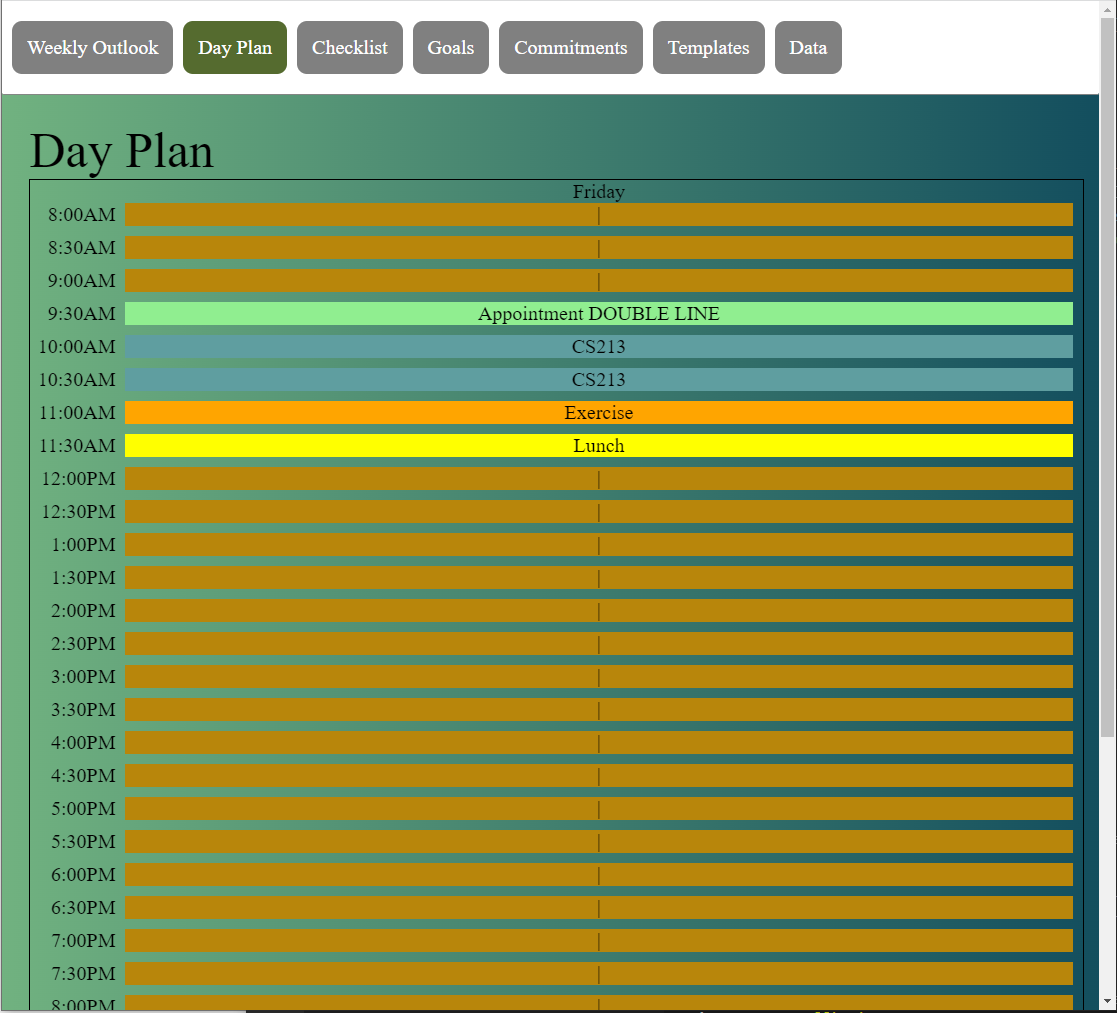 Weekly Outlook Day Plan Checklist Goals Commitments Templates Data
Day Plan
Friday
8:00AM |
8:30AM |
9:00AM |
9:30AM Appointment DOUBLE LINE
10:00AM CS213
10:30AM CS213
11:00AM Exercise
11:30AM Lunch
12:00PM |
12:30PM |
1:00PM |
1:30PM |
2:00PM |
2:30PM |
3:00PM |
3:30PM |
4:00PM |
4:30PM |
5:00PM |
5:30PM |
6:00PM |
6:30PM |
7:00PM |
7:30PM |
8:00PM |